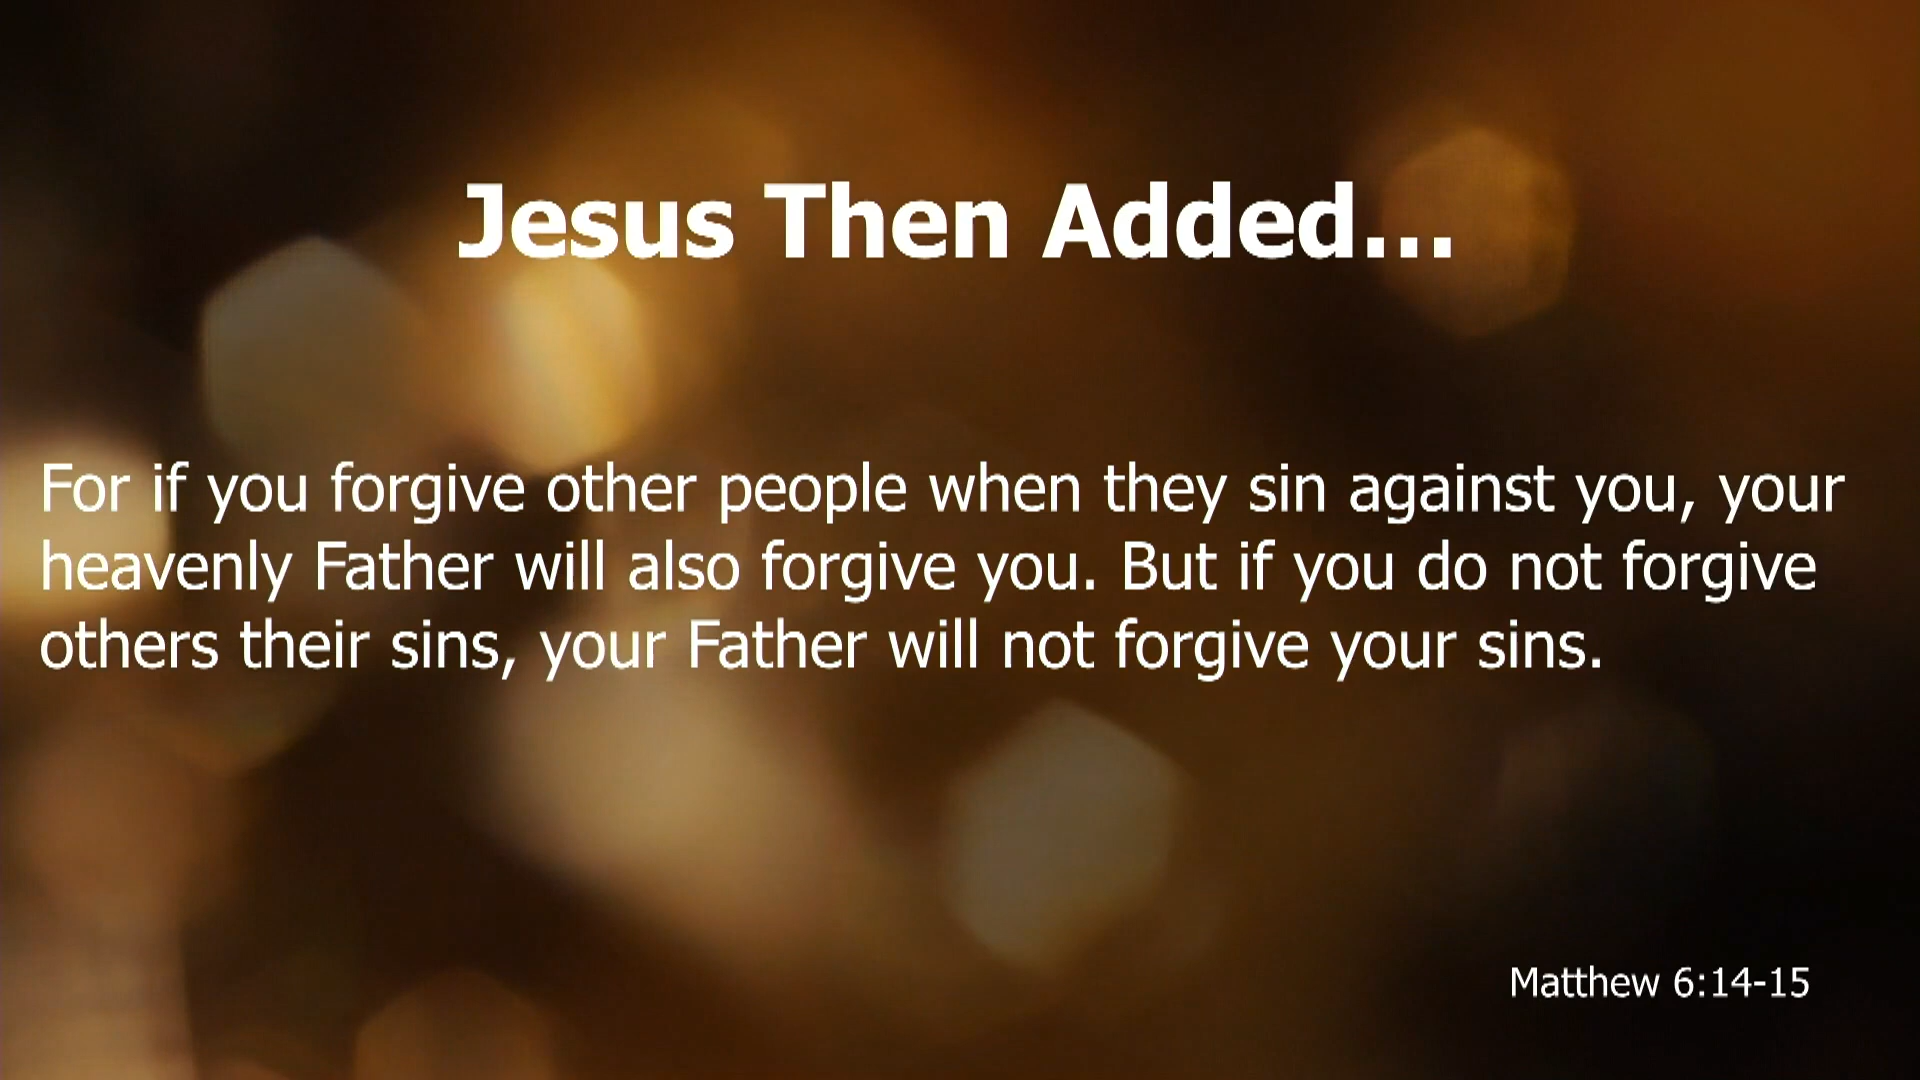 Jesus Then Added...
For if you forgive other people when they sin against you, your
heavenly Father will also forgive you. But if you do not forgive
others their sins, your Father will not forgive your sins.
Matthew 6:14-15